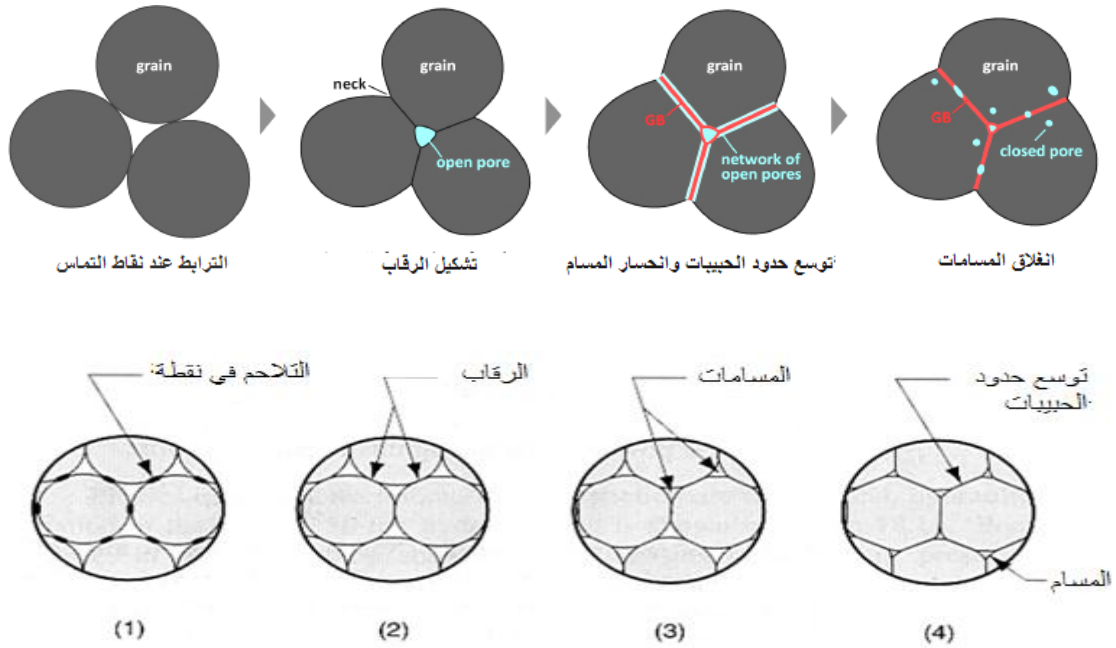 grain
grain
neck
open pore
grain
GB
network of
open pores
grain
GB
closed pore
الترابط عند نقاط التماس
تشكيل الرقاب
توسع حدود الحبيبات وانحسار المسام
انغلاق المسامات
التلاحم في نقطة:
الرقاب
المسامات
توسع حدود
الحبيبات
المسام
(1)
(2)
(3)
(4)